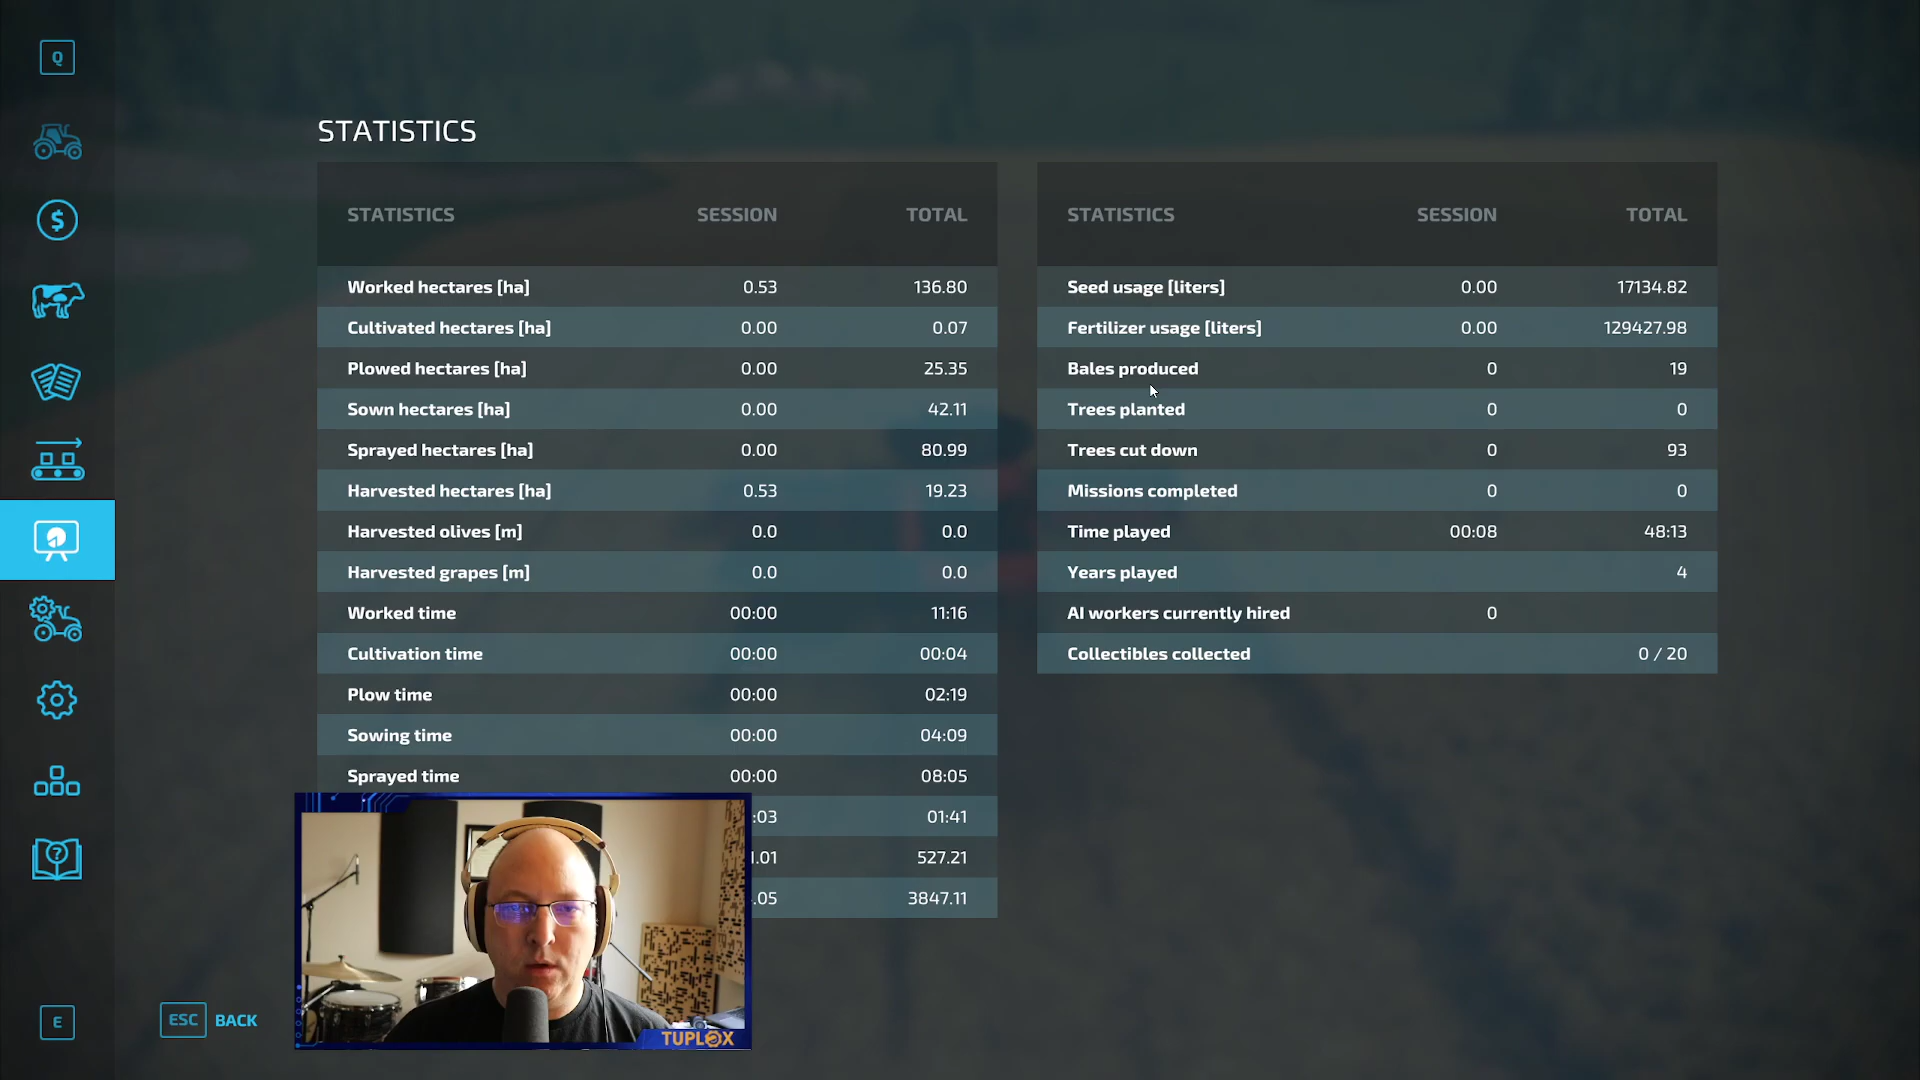 Q
STATISTICS
STATISTICS SESSION TOTAL
Worked hectares [ha] 0.53 136.80
Cultivated hectares [ha] 0.00 0.07
Plowed hectares [ha] 0.00 25.35
Sown hectares [ha] 0.00 42.11
Sprayed hectares [ha] 0.00 80.99
Harvested hectares [ha] 0.53 19.23
Harvested olives [m] 0.0 0.0
Harvested grapes [m] 0.0 0.0
Worked time 00:00 11:16
Cultivation time 00:00 00:04
Plow time 00:00 02:19
Sowing time 00:00 04:09
Sprayed time 00:00 08:05
:03 01:41
.01 527.21
.05 3847.11
STATISTICS SESSION TOTAL
Seed usage [liters] 0.00 17134.82
Fertilizer usage [liters] 0.00 129427.98
Bales produced 0 19
Trees planted 0 0
Trees cut down 0 93
Missions completed 0 0
Time played 00:08 48:13
Years played 4
AI workers currently hired 0
Collectibles collected 0 / 20
E
ESC BACK
TUPLOX